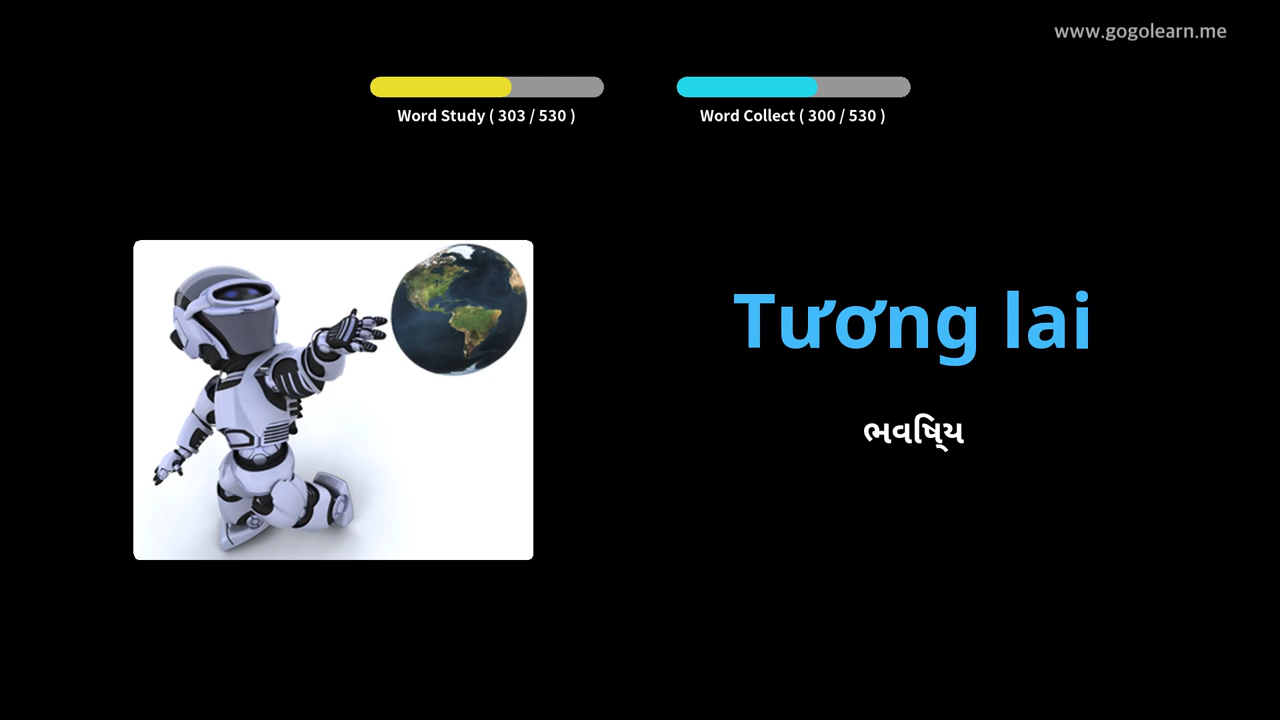 www.gogolearn.me
Word Study ( 303 / 530 )
Word Collect ( 300 / 530 )
Tương lai
ભવિષ્ય